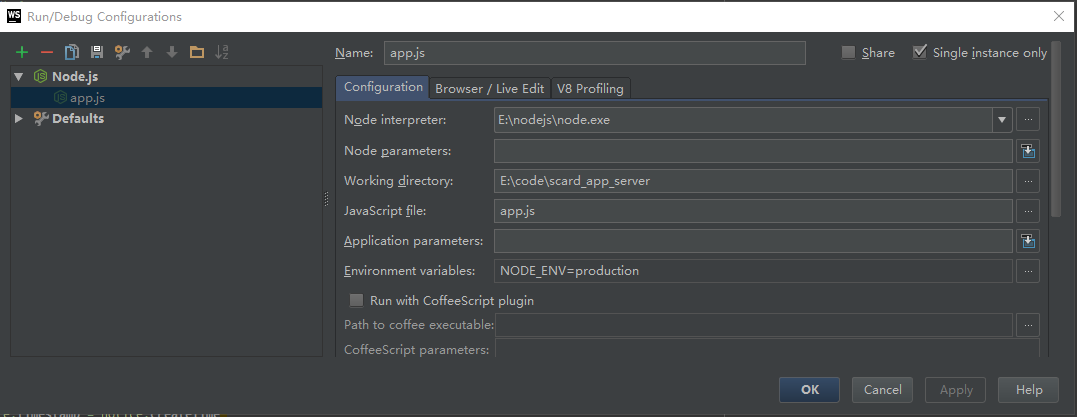 WS Run/Debug Configurations
Name: app.js Share Single instance only
Node.js
app.js
Defaults
Configuration Browser / Live Edit V8 Profiling
Node interpreter: E:\nodejs\node.exe
Node parameters:
Working directory: E:\code\scard_app_server
JavaScript file: app.js
Application parameters:
Environment variables: NODE_ENV=production
Run with CoffeeScript plugin
Path to coffee executable:
CoffeeScript parameters:
OK Cancel Apply Help